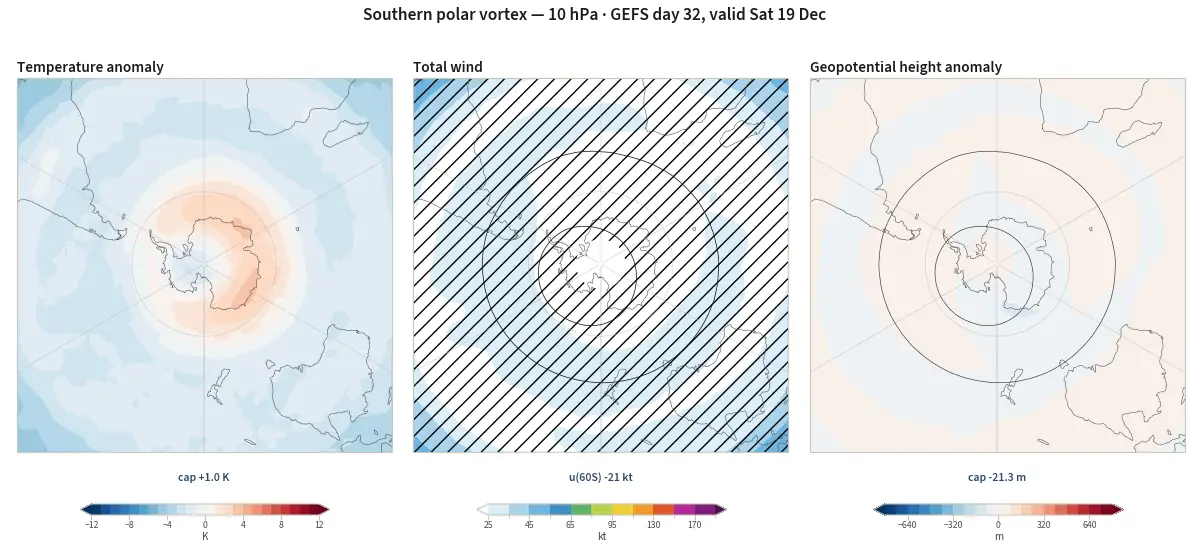 Southern polar vortex — 10 hPa · GEFS day 32, valid Sat 19 Dec
Temperature anomaly
Total wind
Geopotential height anomaly
cap +1.0 K
u(60S) -21 kt
cap -21.3 m
−12 −8 −4 0 4 8 12
K
25 45 65 95 130 170
kt
−640 −320 0 320 640
m